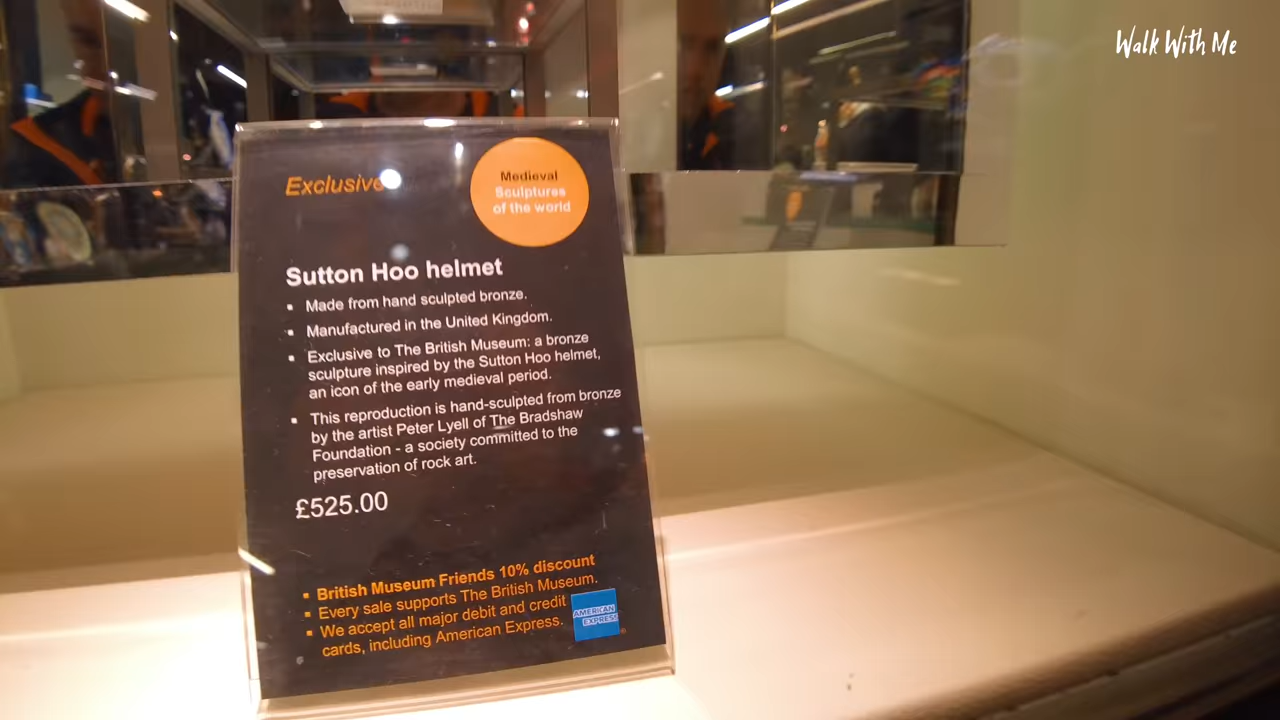 Walk With Me
Exclusive
Medieval
Sculptures
of the world
Sutton Hoo helmet
▪ Made from hand sculpted bronze.
▪ Manufactured in the United Kingdom.
▪ Exclusive to The British Museum: a bronze
sculpture inspired by the Sutton Hoo helmet,
an icon of the early medieval period.
▪ This reproduction is hand-sculpted from bronze
by the artist Peter Lyell of The Bradshaw
Foundation - a society committed to the
preservation of rock art.
£525.00
▪ British Museum Friends 10% discount
▪ Every sale supports The British Museum.
▪ We accept all major debit and credit
cards, including American Express.
AMERICAN
EXPRESS